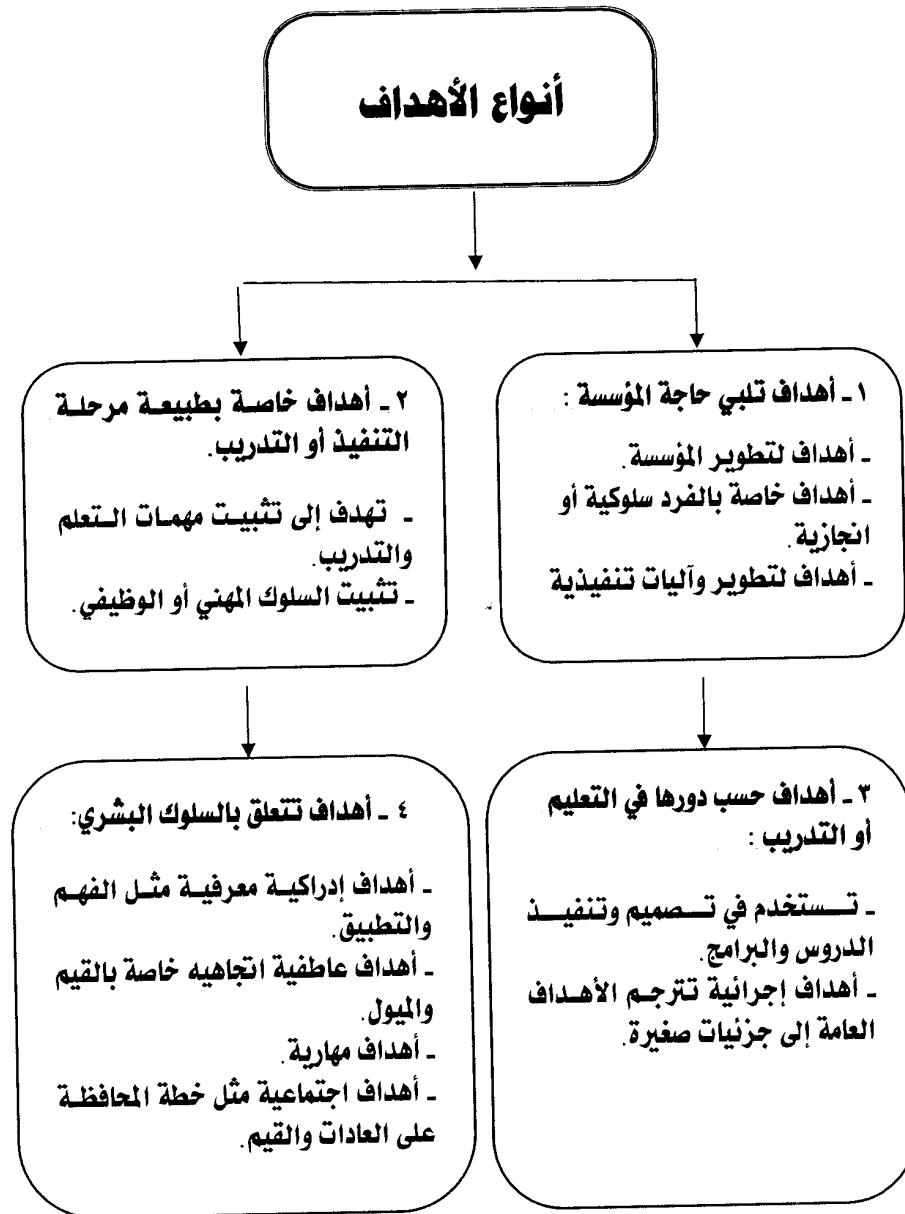 أنواع الأهداف
١ـ أهداف تلبي حاجة المؤسسة :
ـ أهداف لتطوير المؤسسة.
ـ أهداف خاصة بالفرد سلوكية أو
انجازية.
ـ أهداف لتطوير وآليات تنفيذية
٢ ـ أهداف خاصة بطبيعة مرحلة
التنفيذ أو التدريب.
ـ تهدف إلى تثبيت مهمات التعلم
والتدريب.
ـ تثبيت السلوك المهني أو الوظيفي.
٣ ـ أهداف حسب دورها في التعليم
أو التدريب :
ـ تستخدم في تصميم وتنفيذ
الدروس والبرامج.
ـ أهداف إجرائية تترجم الأهداف
العامة إلى جزئيات صغيرة.
٤ ـ أهداف تتعلق بالسلوك البشري:
ـ أهداف إدراكية معرفية مثل الفهم
والتطبيق.
ـ أهداف عاطفية اتجاهيه خاصة بالقيم
والميول.
ـ أهداف مهارية.
ـ أهداف اجتماعية مثل خطة المحافظة
على العادات والقيم.